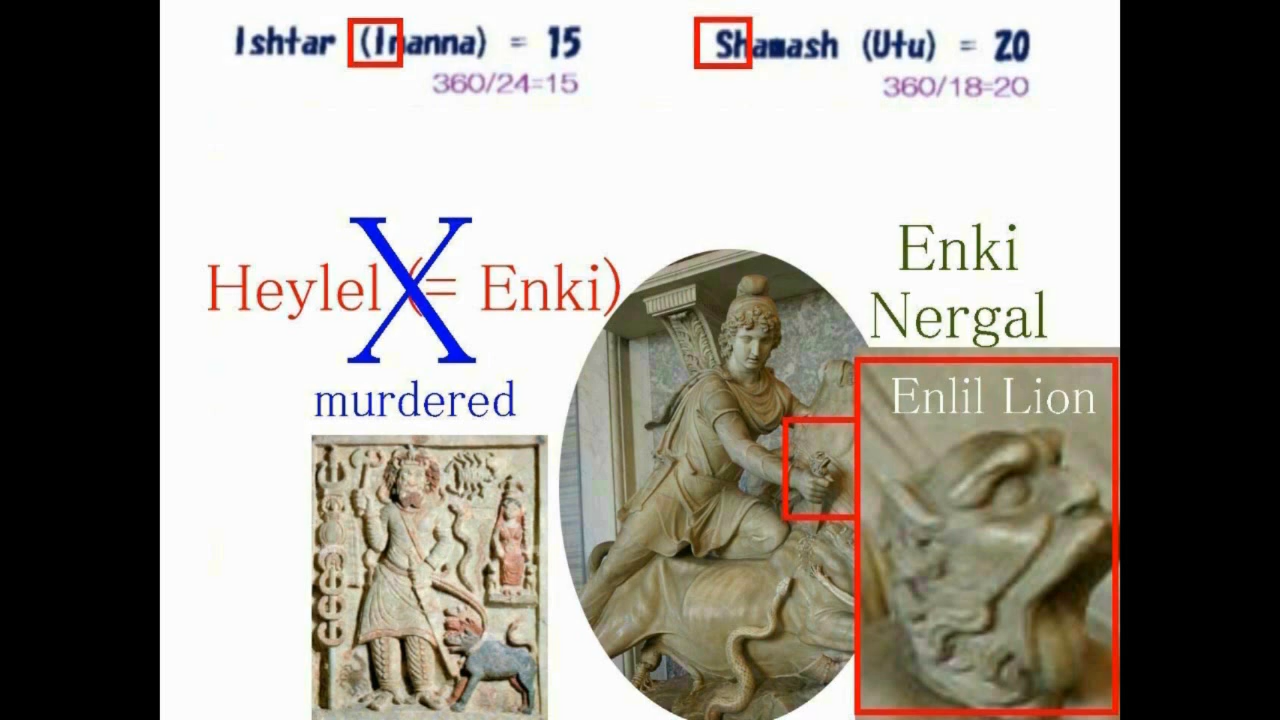 Ishtar (Inanna) = 15
360/24=15
Shamash (Utu) = 20
360/18=20
X
Heylel (= Enki)
murdered
Enki
Nergal
Enlil Lion